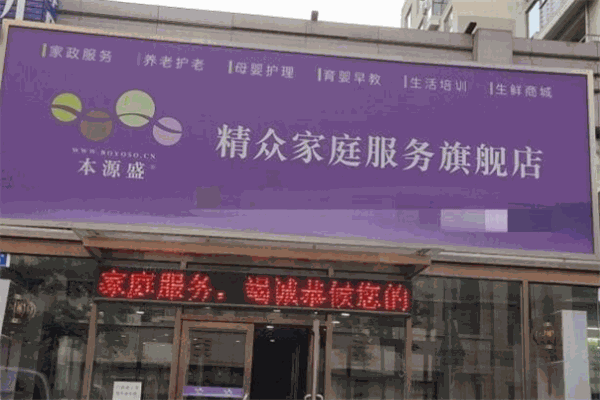 家政服务
养老护老
母婴护理
育婴早教
生活培训
生鲜商城
WWW.BOYOSO.CN
本源盛®
精众家庭服务旗舰店
家庭服务，竭诚恭候您的